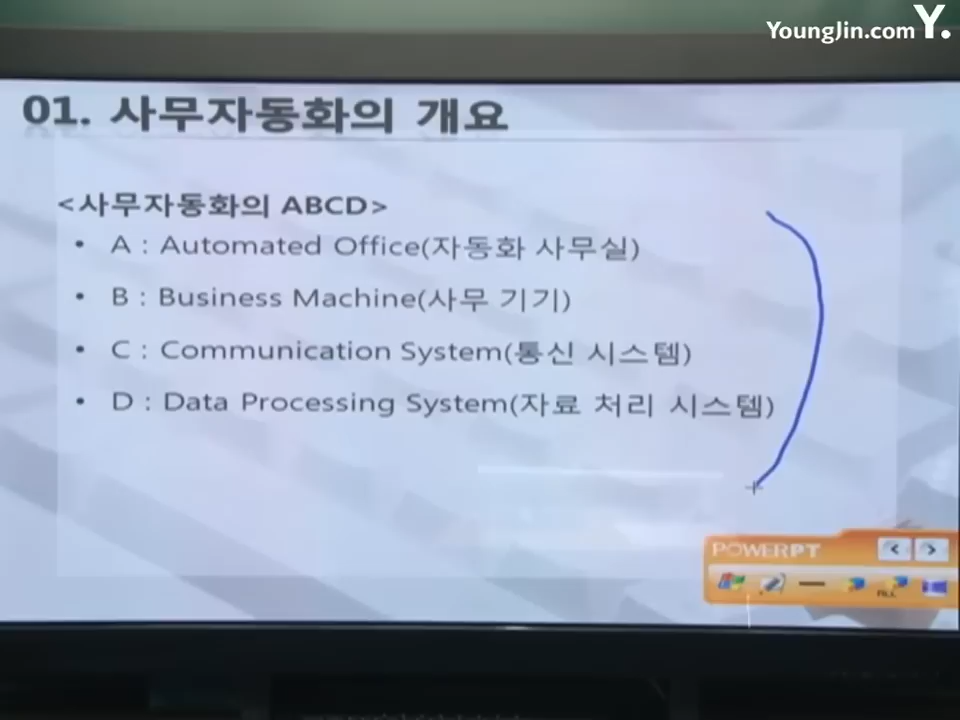 YoungJin.com Y.
01. 사무자동화의 개요
<사무자동화의 ABCD>
• A : Automated Office(자동화 사무실)
• B : Business Machine(사무 기기)
• C : Communication System(통신 시스템)
• D : Data Processing System(자료 처리 시스템)
POWERPT
ALL